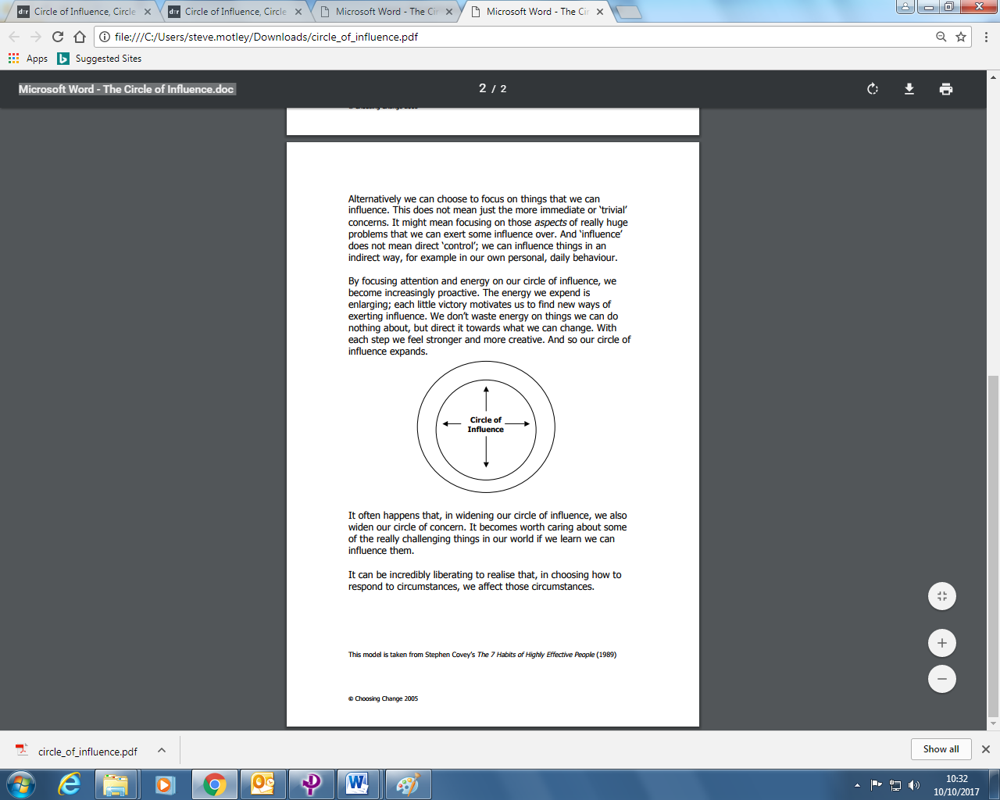 Circle of Influence, Circle
Circle of Influence, Circle
Microsoft Word - The Cir
Microsoft Word - The Cir
file:///C:/Users/steve.motley/Downloads/circle_of_influence.pdf
Apps
Suggested Sites
Microsoft Word - The Circle of Influence.doc
2 / 2
Alternatively we can choose to focus on things that we can
influence. This does not mean just the more immediate or ‘trivial’
concerns. It might mean focusing on those aspects of really huge
problems that we can exert some influence over. And ‘influence’
does not mean direct ‘control’; we can influence things in an
indirect way, for example in our own personal, daily behaviour.
By focusing attention and energy on our circle of influence, we
become increasingly proactive. The energy we expend is
enlarging; each little victory motivates us to find new ways of
exerting influence. We don’t waste energy on things we can do
nothing about, but direct it towards what we can change. With
each step we feel stronger and more creative. And so our circle of
influence expands.
Circle of
Influence
It often happens that, in widening our circle of influence, we also
widen our circle of concern. It becomes worth caring about some
of the really challenging things in our world if we learn we can
influence them.
It can be incredibly liberating to realise that, in choosing how to
respond to circumstances, we affect those circumstances.
This model is taken from Stephen Covey’s The 7 Habits of Highly Effective People (1989)
© Choosing Change 2005
circle_of_influence.pdf
Show all
10:32
10/10/2017